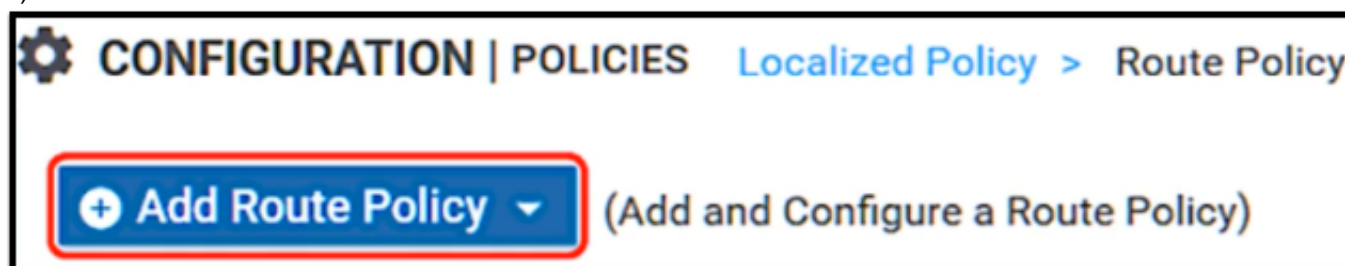 CONFIGURATION | POLICIES Localized Policy > Route Policy
Add Route Policy (Add and Configure a Route Policy)